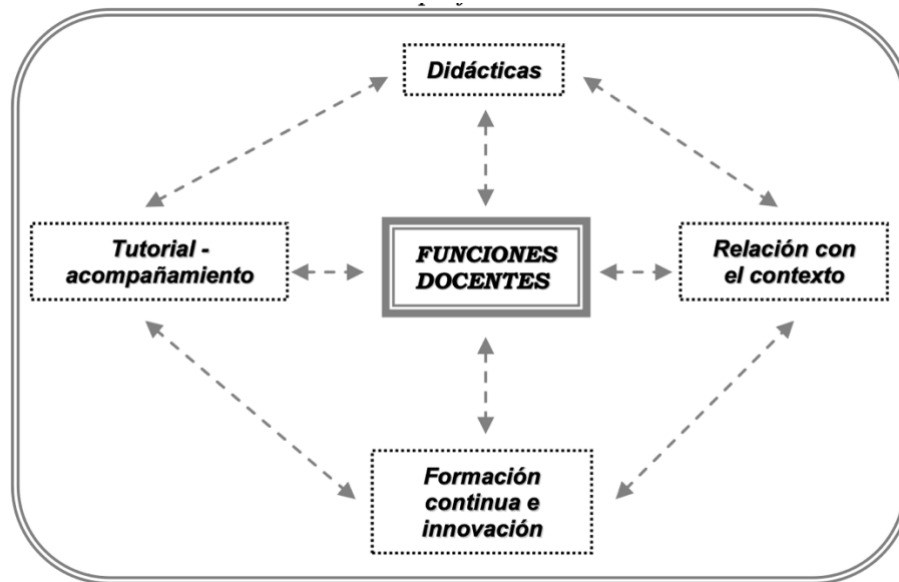 Didácticas
Tutorial -
acompañamiento
FUNCIONES
DOCENTES
Relación con
el contexto
Formación
continua e
innovación